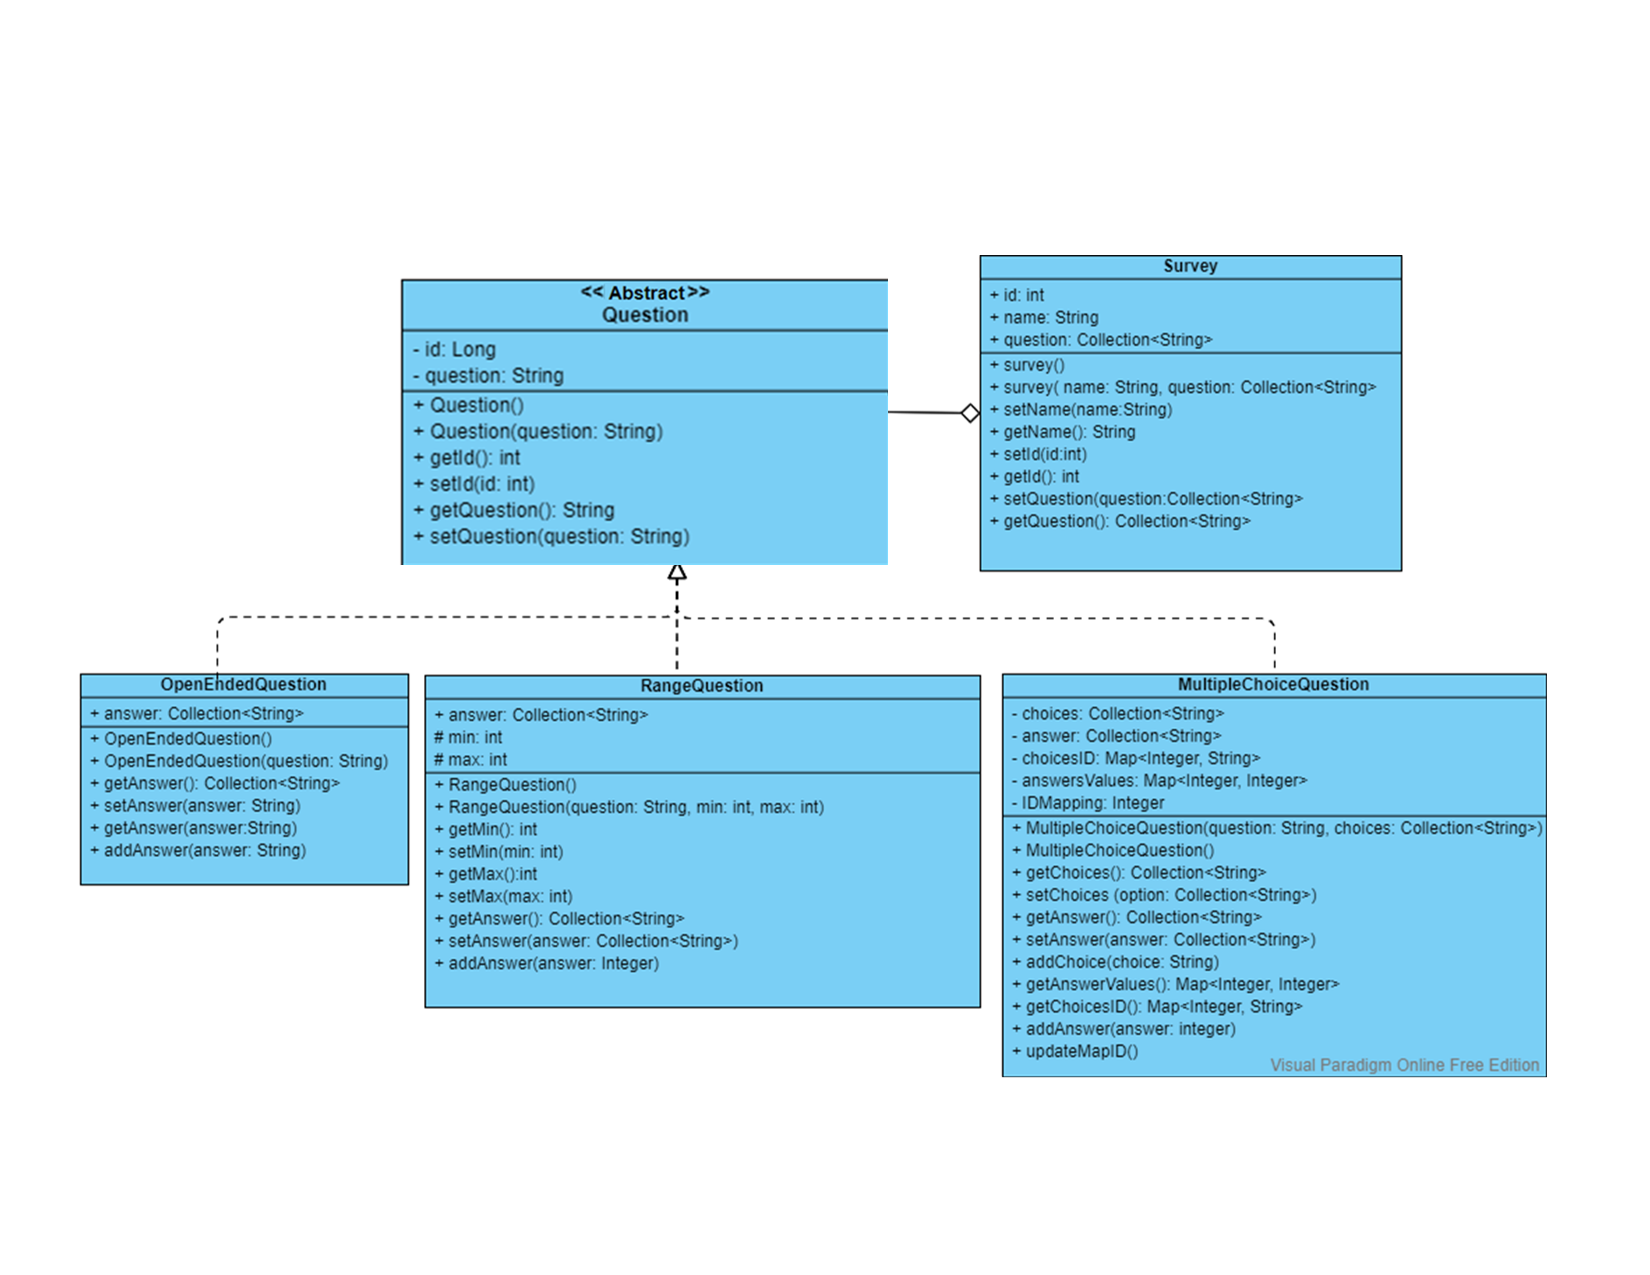 << Abstract>>
Question
- id: Long
- question: String
+ Question()
+ Question(question: String)
+ getId(): int
+ setId(id: int)
+ getQuestion(): String
+ setQuestion(question: String)
Survey
+ id: int
+ name: String
+ question: Collection<String>
+ survey()
+ survey( name: String, question: Collection<String>
+ setName(name:String)
+ getName(): String
+ setId(id:int)
+ getId(): int
+ setQuestion(question:Collection<String>
+ getQuestion(): Collection<String>
OpenEndedQuestion
+ answer: Collection<String>
+ OpenEndedQuestion()
+ OpenEndedQuestion(question: String)
+ getAnswer(): Collection<String>
+ setAnswer(answer: String)
+ getAnswer(answer:String)
+ addAnswer(answer: String)
RangeQuestion
+ answer: Collection<String>
# min: int
# max: int
+ RangeQuestion()
+ RangeQuestion(question: String, min: int, max: int)
+ getMin(): int
+ setMin(min: int)
+ getMax():int
+ setMax(max: int)
+ getAnswer(): Collection<String>
+ setAnswer(answer: Collection<String>)
+ addAnswer(answer: Integer)
MultipleChoiceQuestion
- choices: Collection<String>
- answer: Collection<String>
- choicesID: Map<Integer, String>
- answersValues: Map<Integer, Integer>
- IDMapping: Integer
+ MultipleChoiceQuestion(question: String, choices: Collection<String>)
+ MultipleChoiceQuestion()
+ getChoices(): Collection<String>
+ setChoices (option: Collection<String>)
+ getAnswer(): Collection<String>
+ setAnswer(answer: Collection<String>)
+ addChoice(choice: String)
+ getAnswerValues(): Map<Integer, Integer>
+ getChoicesID(): Map<Integer, String>
+ addAnswer(answer: integer)
+ updateMapID()
Visual Paradigm Online Free Edition